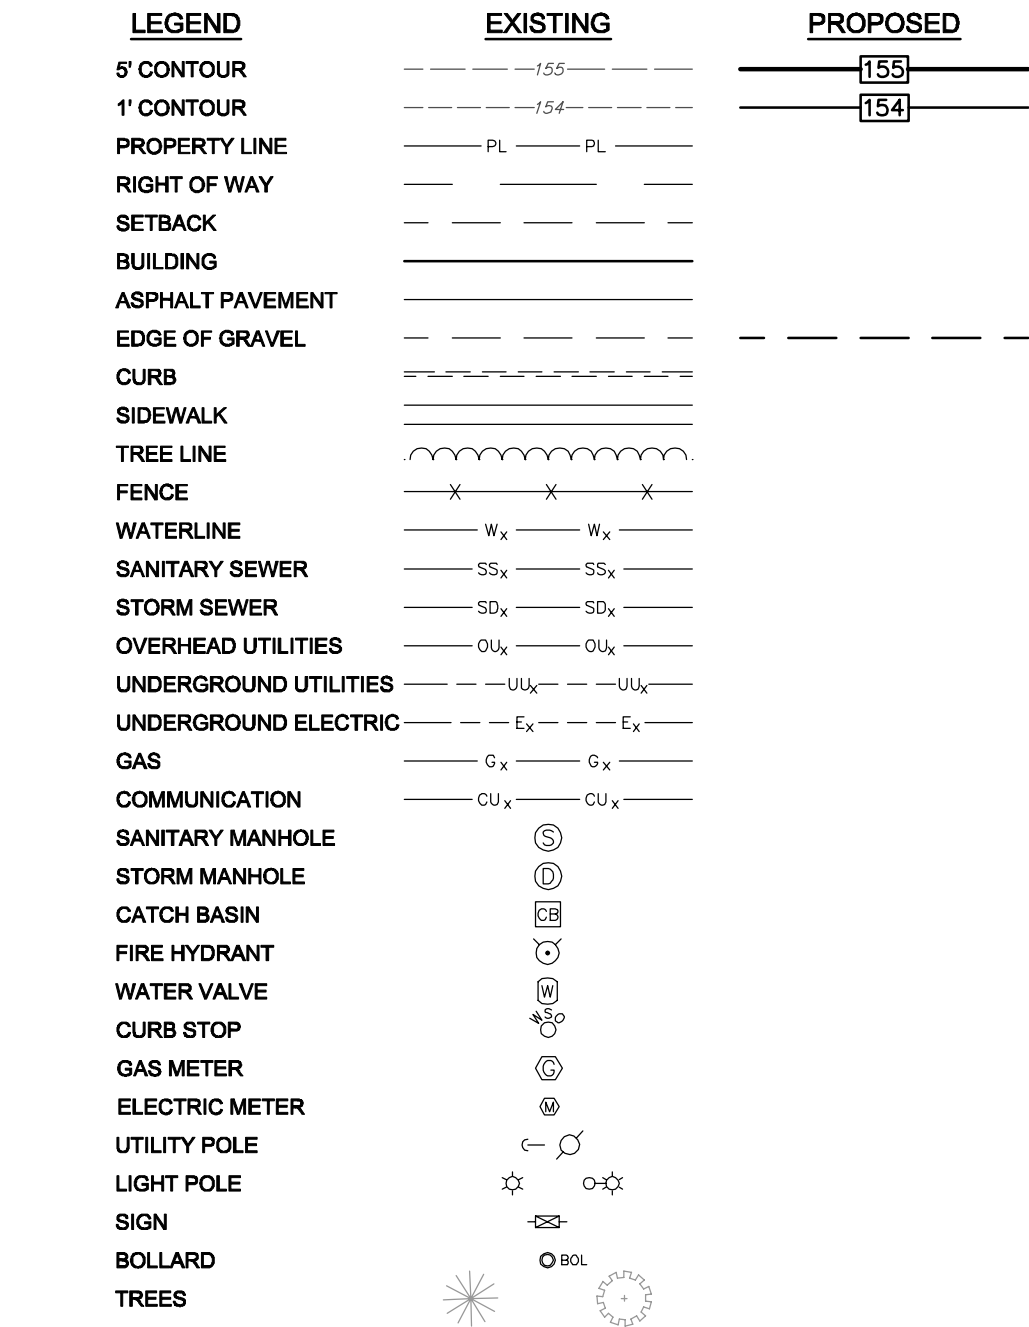 LEGEND EXISTING PROPOSED
5' CONTOUR 155 155
1' CONTOUR 154 154
PROPERTY LINE PL PL
RIGHT OF WAY
SETBACK
BUILDING
ASPHALT PAVEMENT
EDGE OF GRAVEL
CURB
SIDEWALK
TREE LINE
FENCE
WATERLINE Wx Wx
SANITARY SEWER SSx SSx
STORM SEWER SDx SDx
OVERHEAD UTILITIES OUx OUx
UNDERGROUND UTILITIES UUx UUx
UNDERGROUND ELECTRIC Ex Ex
GAS Gx Gx
COMMUNICATION CUx CUx
SANITARY MANHOLE S
STORM MANHOLE D
CATCH BASIN CB
FIRE HYDRANT
WATER VALVE W
CURB STOP WSO
GAS METER G
ELECTRIC METER M
UTILITY POLE
LIGHT POLE
SIGN
BOLLARD BOL
TREES